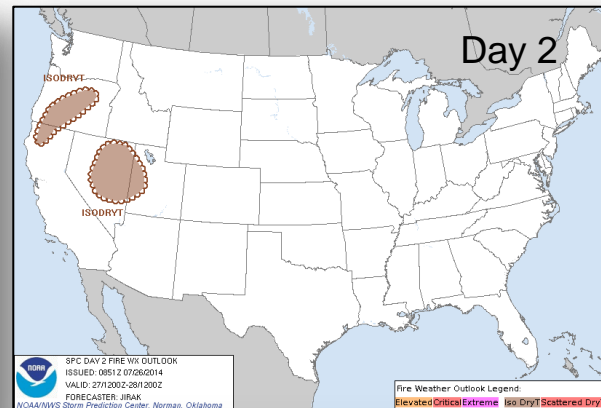 Day 2
ISODRYT
ISODRYT
NOAA
SPC DAY 2 FIRE WX OUTLOOK
ISSUED: 0851Z 07/26/2014
VALID: 27/1200Z-28/1200Z
FORECASTER: JIRAK
NOAA/NWS Storm Prediction Center, Norman, Oklahoma
Fire Weather Outlook Legend:
Elevated Critical Extreme Iso DryT Scattered Dry